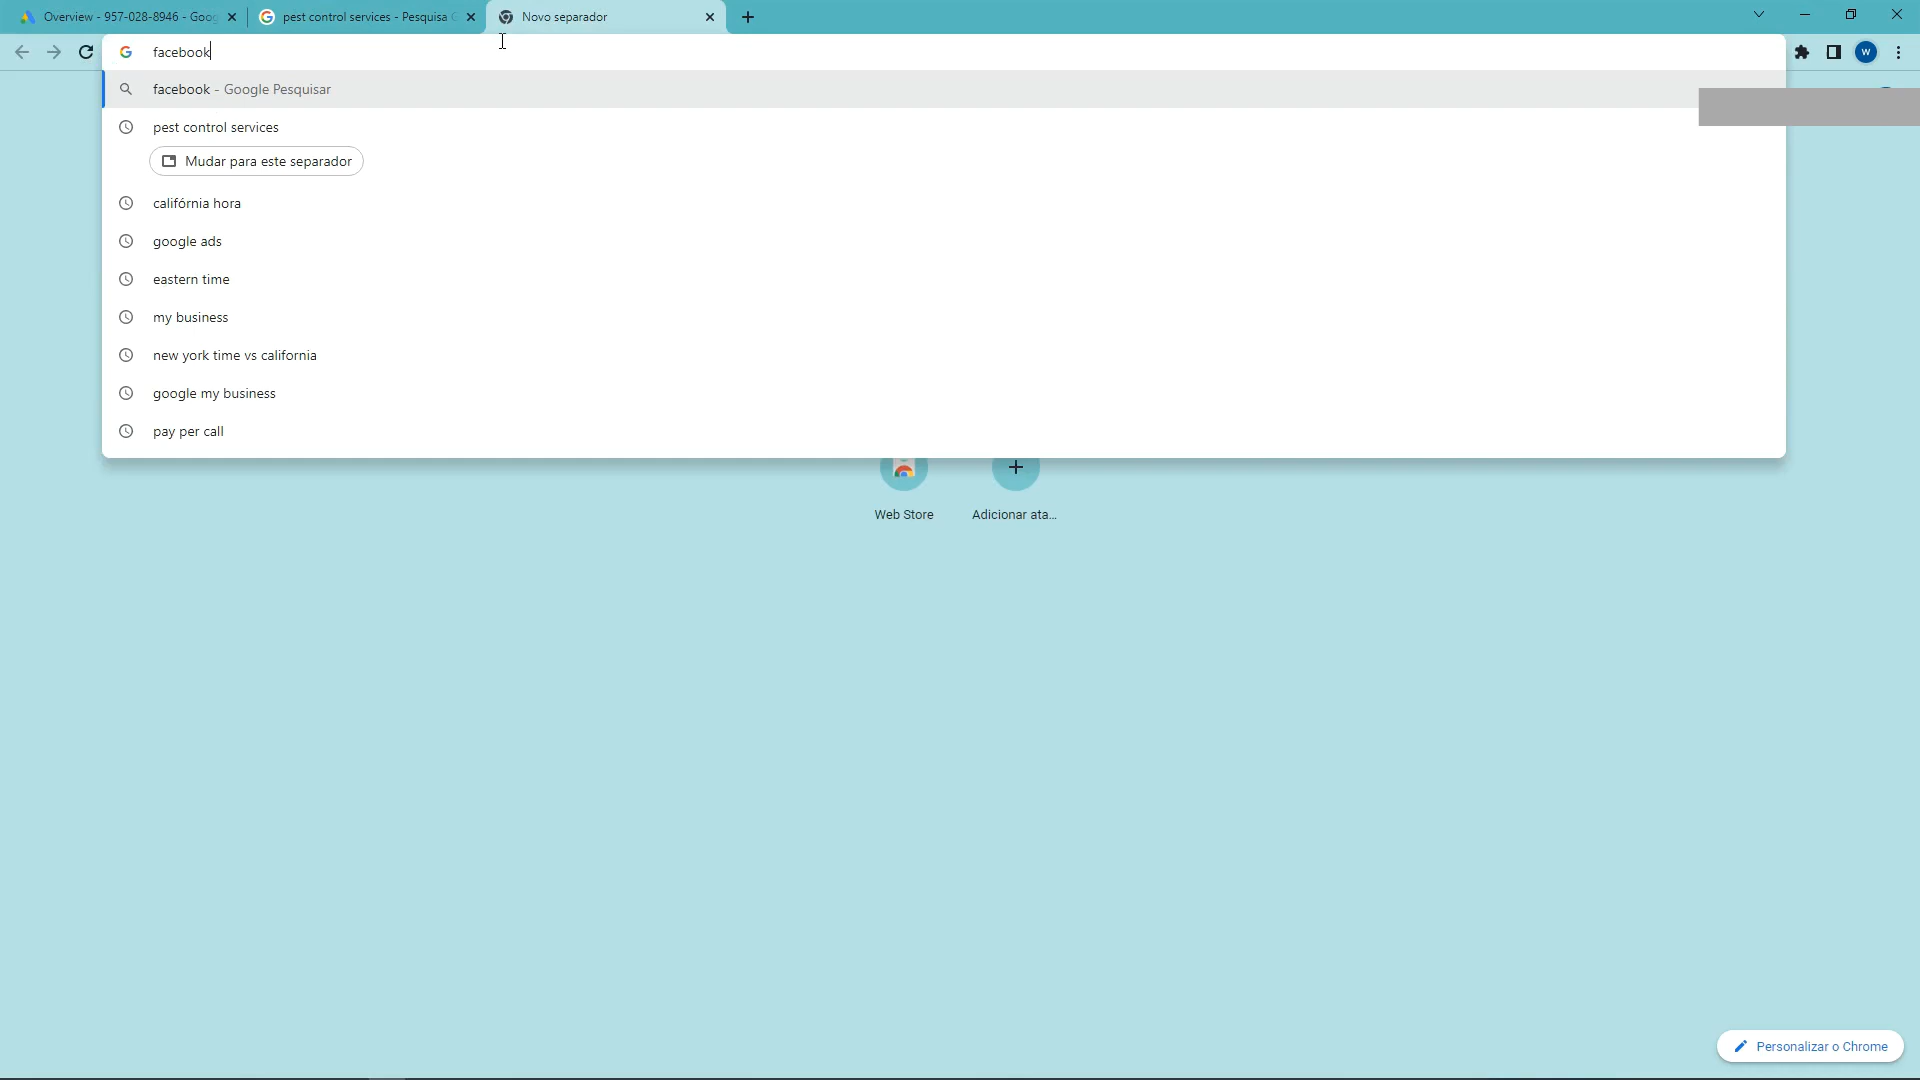 Overview - 957-028-8946 - Goog
pest control services - Pesquisa G
Novo separador
facebook
W
facebook - Google Pesquisar
pest control services
Mudar para este separador
califórnia hora
google ads
eastern time
my business
new york time vs california
google my business
pay per call
Web Store
Adicionar ata...
Personalizar o Chrome